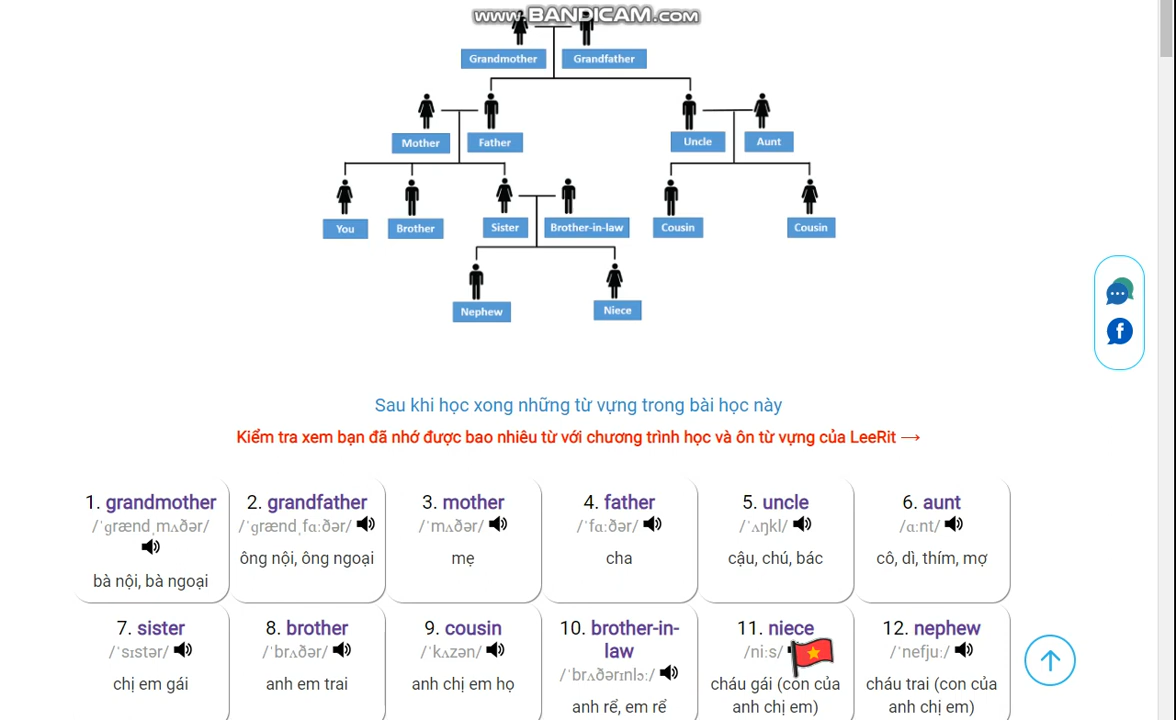 www.BANDICAM.com
Grandmother Grandfather
Mother Father Uncle Aunt
You Brother Sister Brother-in-law Cousin Cousin
Nephew Niece
Sau khi học xong những từ vựng trong bài học này
Kiểm tra xem bạn đã nhớ được bao nhiêu từ với chương trình học và ôn từ vựng của LeeRit →
1. grandmother
/ˈɡrændˌmʌðər/
bà nội, bà ngoại
2. grandfather
/ˈɡrændˌfɑːðər/
ông nội, ông ngoại
3. mother
/ˈmʌðər/
mẹ
4. father
/ˈfɑːðər/
cha
5. uncle
/ˈʌŋkl/
cậu, chú, bác
6. aunt
/ɑːnt/
cô, dì, thím, mợ
7. sister
/ˈsɪstər/
chị em gái
8. brother
/ˈbrʌðər/
anh em trai
9. cousin
/ˈkʌzən/
anh chị em họ
10. brother-in-
law
/ˈbrʌðərɪnlɔː/
anh rể, em rể
11. niece
/niːs/
cháu gái (con của
anh chị em)
12. nephew
/ˈnefjuː/
cháu trai (con của
anh chị em)